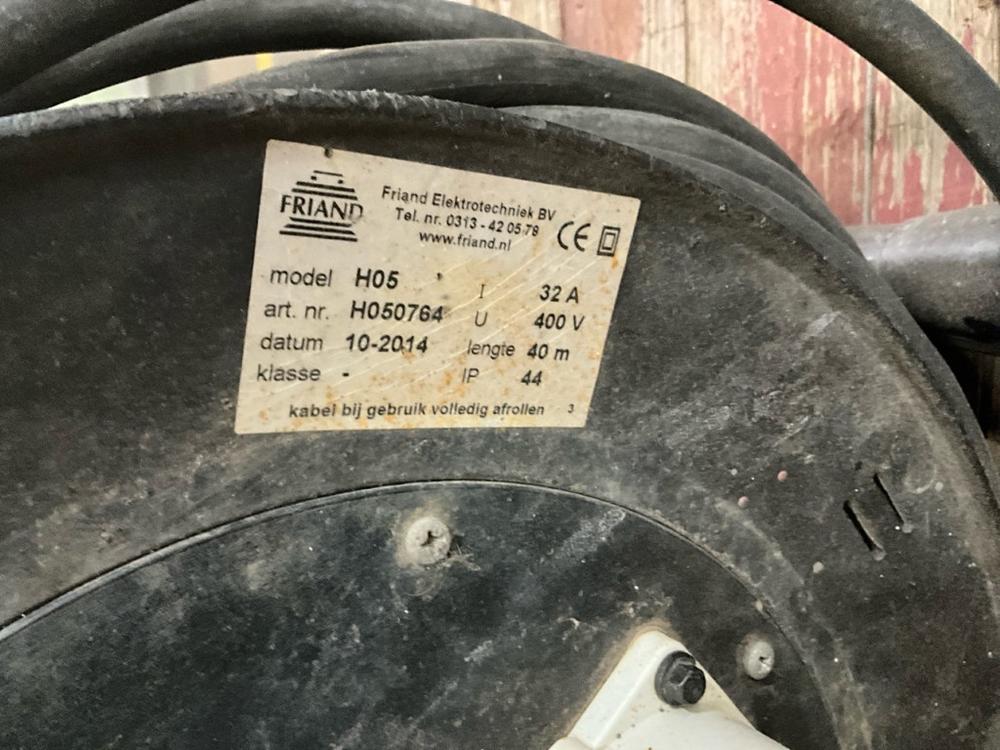 FRIAND
Friand Elektrotechniek BV
Tel. nr. 0313 - 42 05 79
www.friand.nl
CE
model H05 I 32 A
art. nr. H050764 U 400 V
datum 10-2014 lengte 40 m
klasse - IP 44
kabel bij gebruik volledig afrollen 3